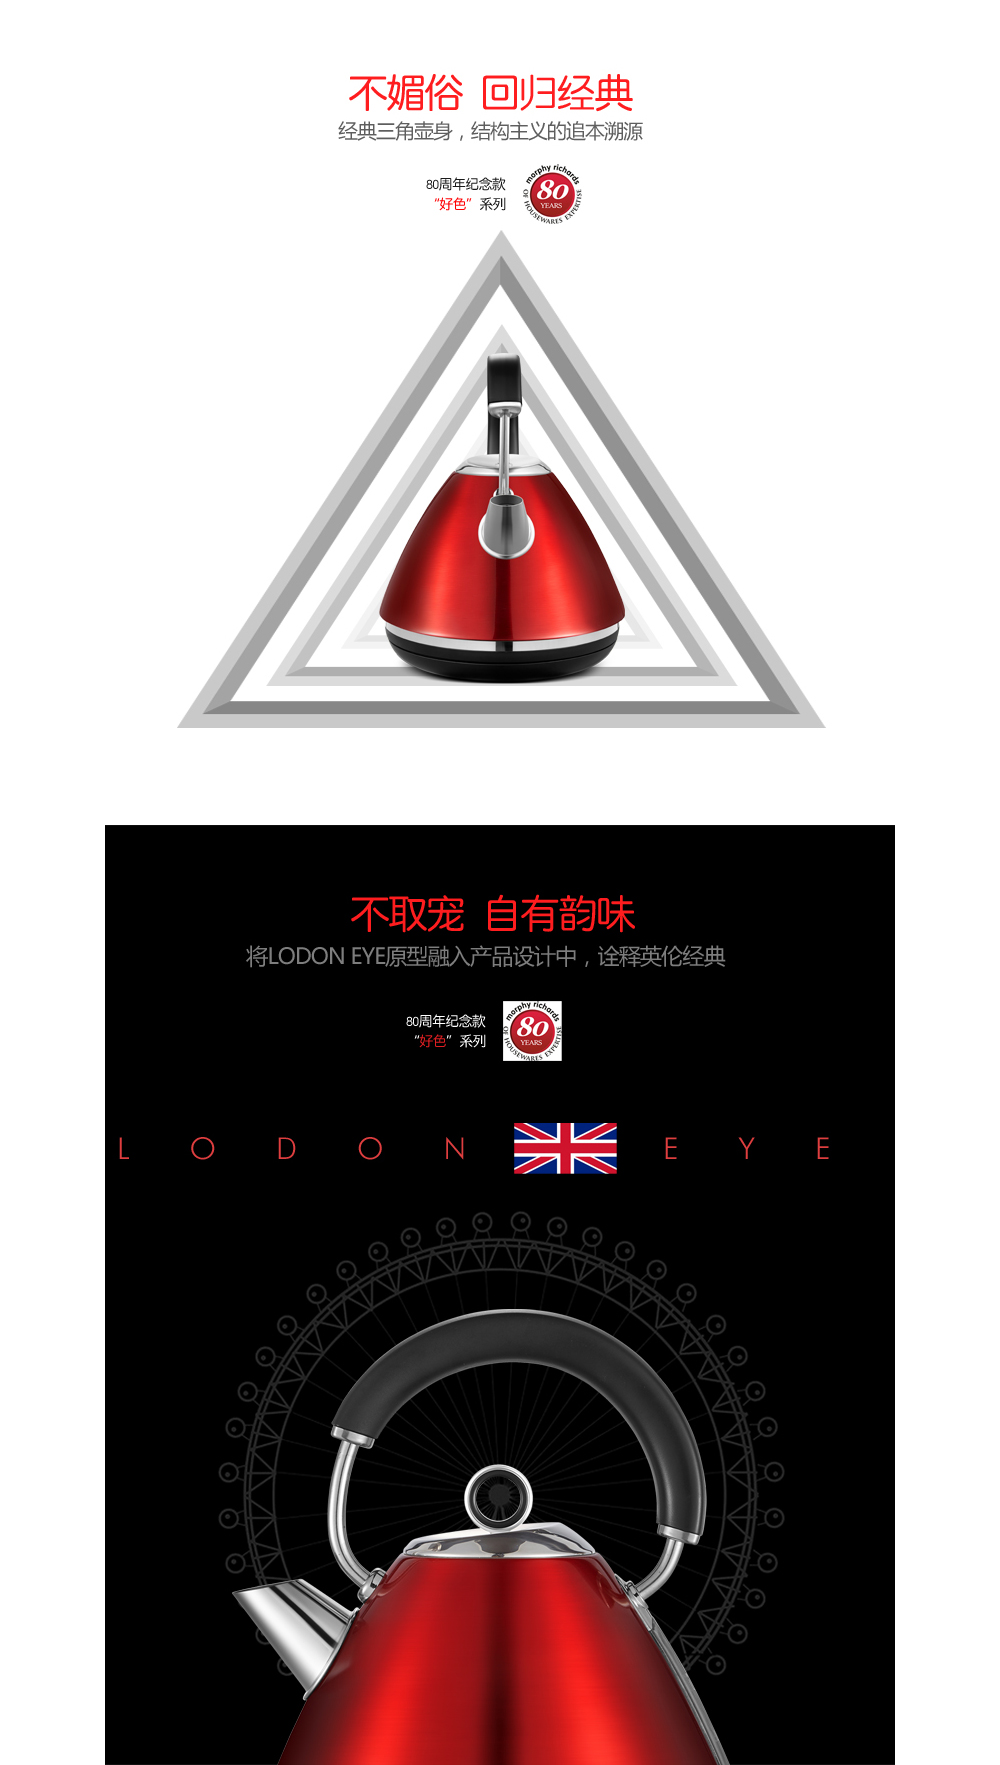 不媚俗 回归经典
经典三角壶身，结构主义的追本溯源
80周年纪念款
“好色”系列
morphy richards
80
YEARS
OF HOUSEWARES EXPERTISE
不取宠 自有韵味
将LODON EYE原型融入产品设计中，诠释英伦经典
80周年纪念款
“好色”系列
morphy richards
80
YEARS
OF HOUSEWARES EXPERTISE
LODON EYE